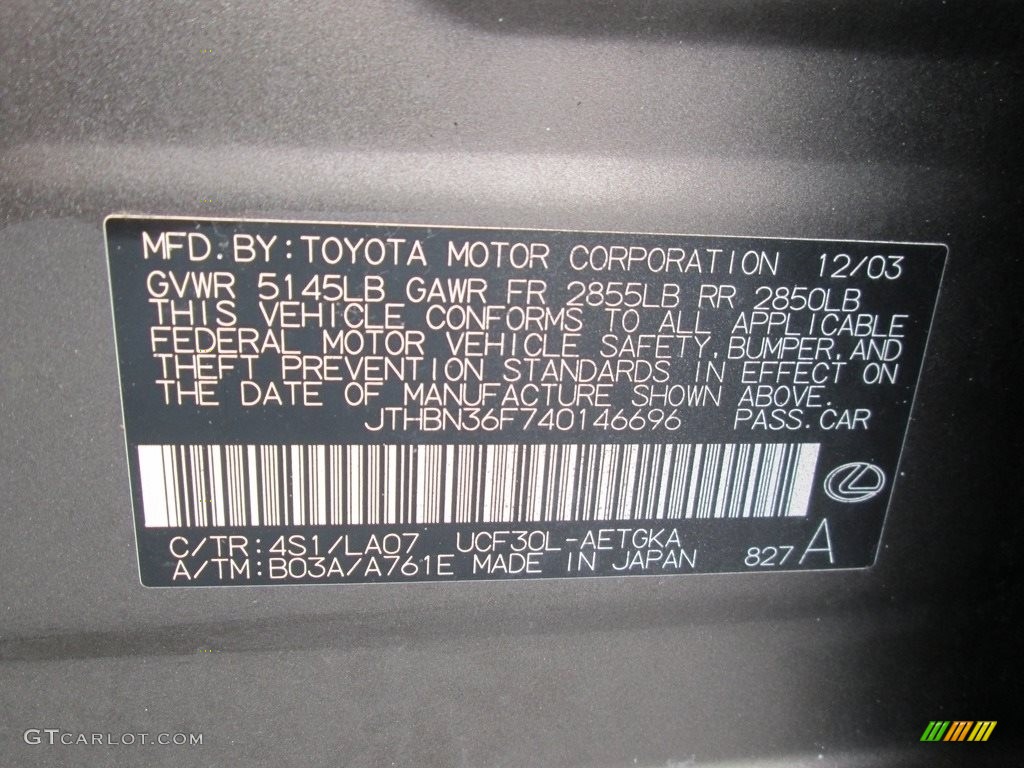 MFD. BY: TOYOTA MOTOR CORPORATION 12/03
GVWR 5145LB GAWR FR 2855LB RR 2850LB
THIS VEHICLE CONFORMS TO ALL APPLICABLE
FEDERAL MOTOR VEHICLE SAFETY, BUMPER, AND
THEFT PREVENTION STANDARDS IN EFFECT ON
THE DATE OF MANUFACTURE SHOWN ABOVE.
JTHBN36F740146696 PASS. CAR
C/TR: 4S1/LA07 UCF30L-AETGKA
A/TM: B03A/A761E MADE IN JAPAN 827 A
GTCARLOT.COM